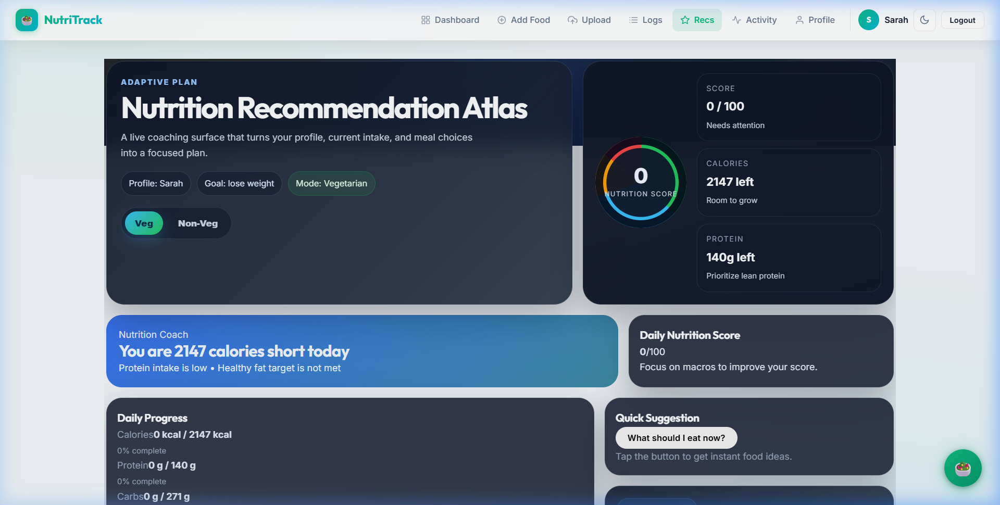 NutriTrack
Dashboard
Add Food
Upload
Logs
Recs
Activity
Profile
S
Sarah
Logout
ADAPTIVE PLAN
Nutrition Recommendation Atlas
A live coaching surface that turns your profile, current intake, and meal choices
into a focused plan.
Profile: Sarah
Goal: lose weight
Mode: Vegetarian
Veg
Non-Veg
0
NUTRITION SCORE
SCORE
0 / 100
Needs attention
CALORIES
2147 left
Room to grow
PROTEIN
140g left
Prioritize lean protein
Nutrition Coach
You are 2147 calories short today
Protein intake is low • Healthy fat target is not met
Daily Nutrition Score
0/100
Focus on macros to improve your score.
Daily Progress
Calories0 kcal / 2147 kcal
0% complete
Protein0 g / 140 g
0% complete
Carbs0 g / 271 g
Quick Suggestion
What should I eat now?
Tap the button to get instant food ideas.